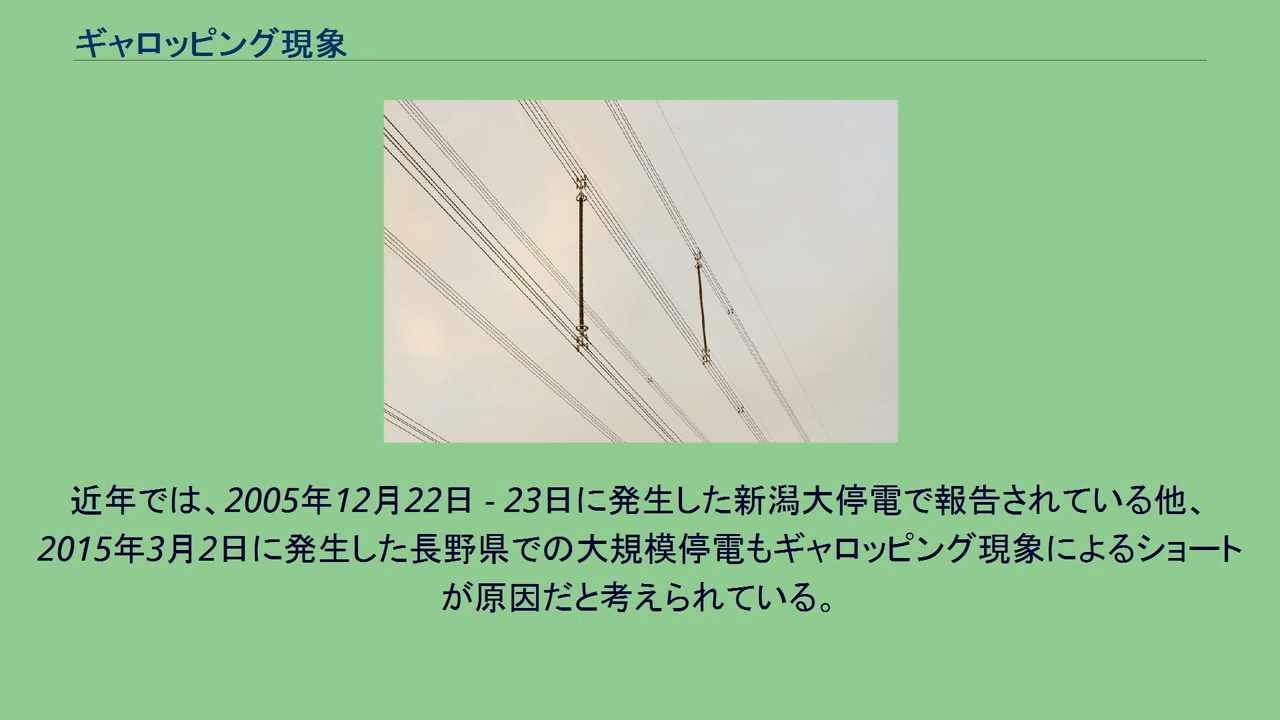 ギャロッピング現象
近年では、2005年12月22日 - 23日に発生した新潟大停電で報告されている他、
2015年3月2日に発生した長野県での大規模停電もギャロッピング現象によるショート
が原因だと考えられている。